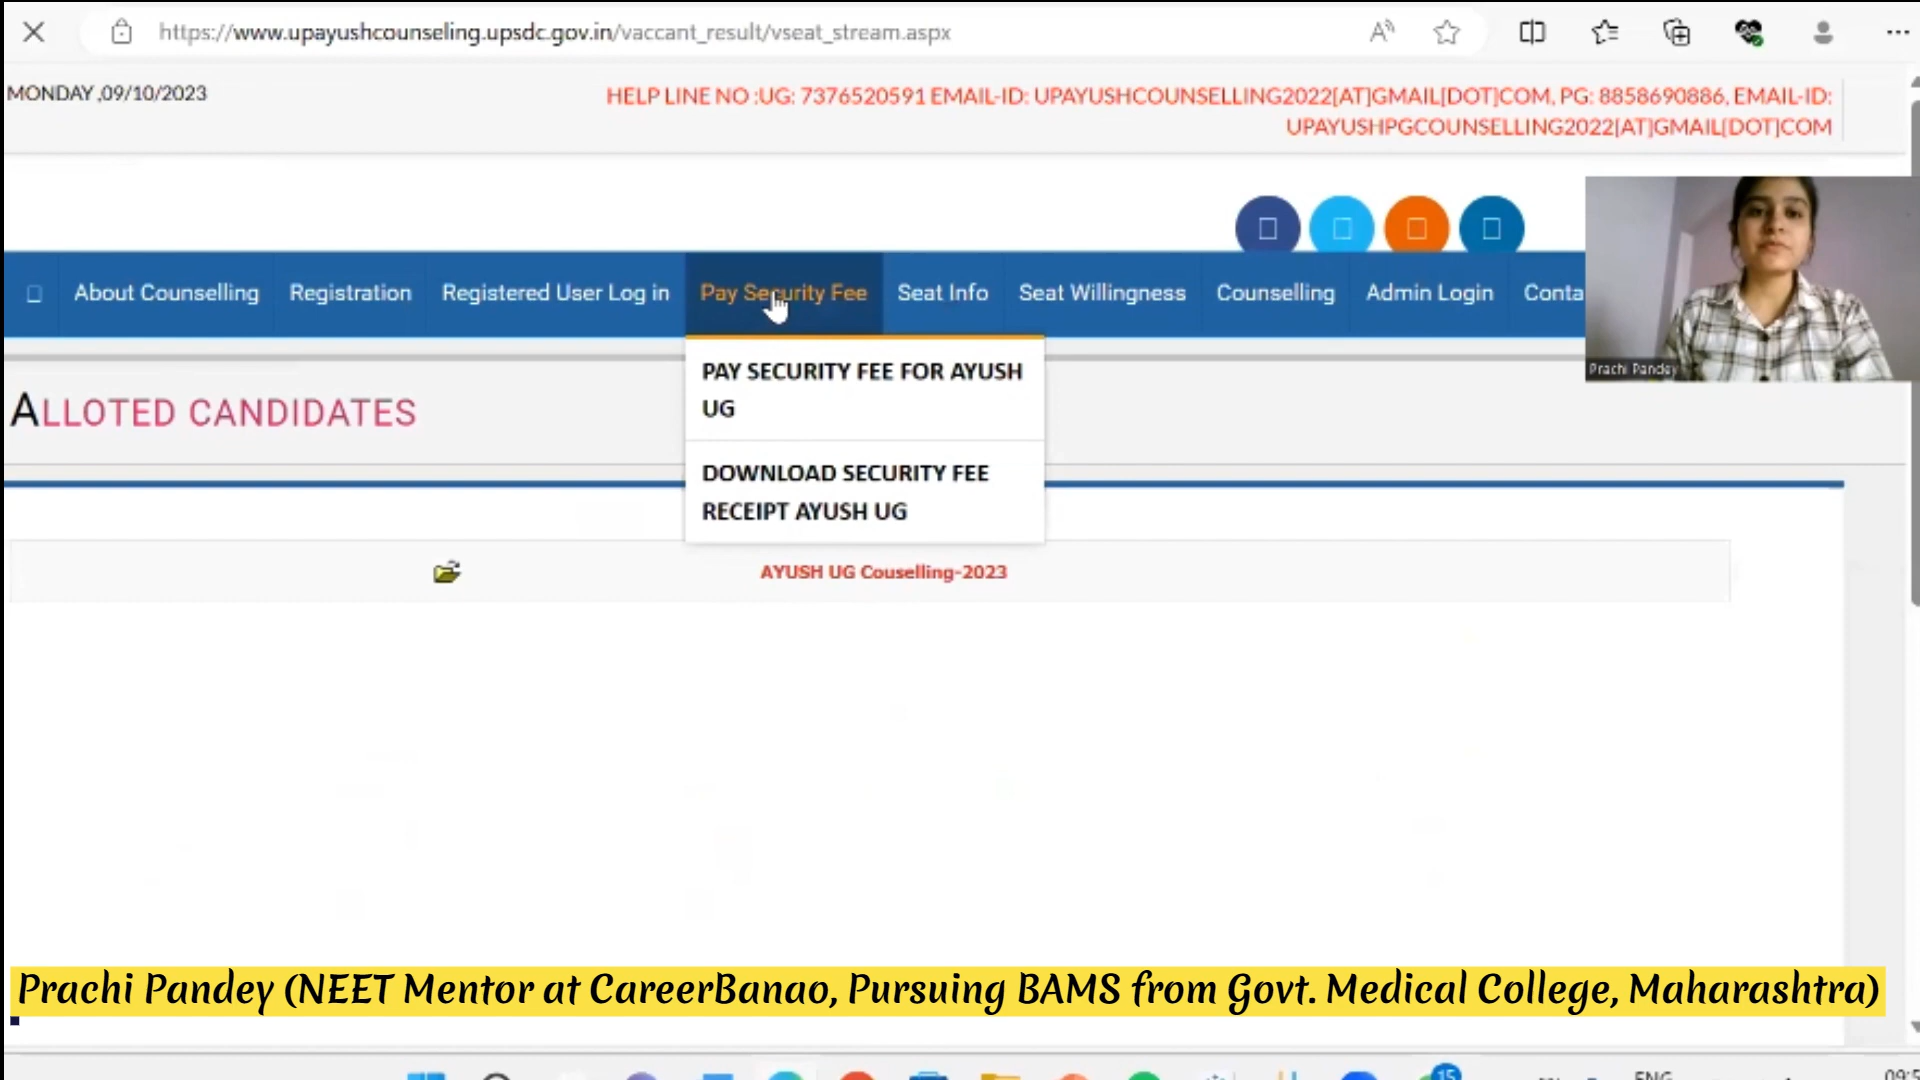 https://www.upayushcounseling.upsdc.gov.in/vaccant_result/vseat_stream.aspx
MONDAY ,09/10/2023
HELP LINE NO :UG: 7376520591 EMAIL-ID: UPAYUSHCOUNSELLING2022[AT]GMAIL[DOT]COM, PG: 8858690886, EMAIL-ID:
UPAYUSHPGCOUNSELLING2022[AT]GMAIL[DOT]COM
About Counselling Registration Registered User Log in Pay Security Fee Seat Info Seat Willingness Counselling Admin Login Conta
Prachi Pandey
PAY SECURITY FEE FOR AYUSH
UG
ALLOTED CANDIDATES
DOWNLOAD SECURITY FEE
RECEIPT AYUSH UG
AYUSH UG Couselling-2023
Prachi Pandey (NEET Mentor at CareerBanao, Pursuing BAMS from Govt. Medical College, Maharashtra)
15
ENG